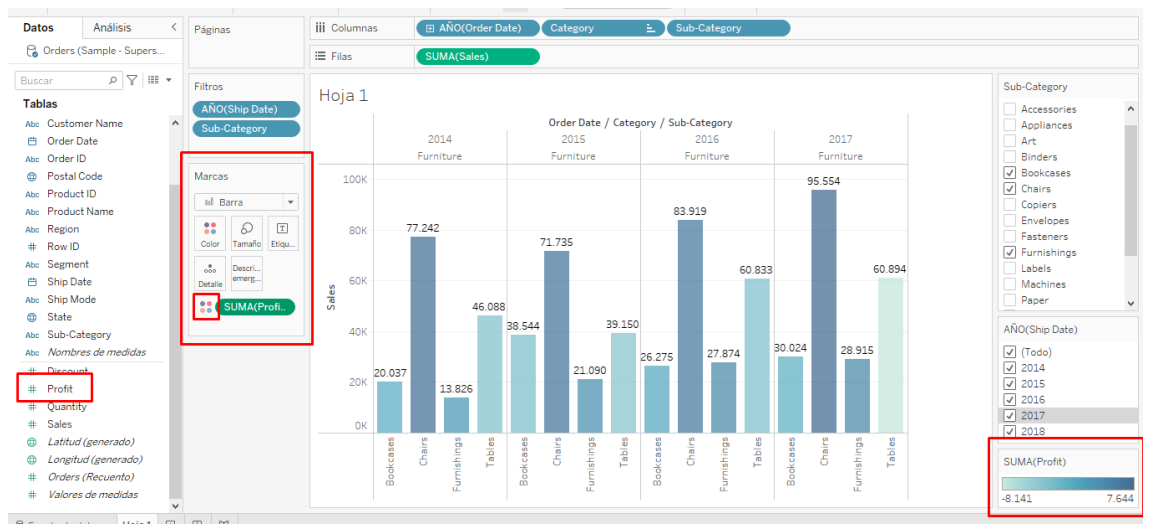 Datos
Análisis
Orders (Sample - Supers...
Buscar
Tablas
Abc Customer Name
Order Date
Abc Order ID
Postal Code
Abc Product ID
Abc Product Name
Abc Region
# Row ID
Abc Segment
Ship Date
Abc Ship Mode
State
Abc Sub-Category
Abc Nombres de medidas
# Discount
# Profit
# Quantity
# Sales
Latitud (generado)
Longitud (generado)
# Orders (Recuento)
# Valores de medidas
Páginas
Filtros
AÑO(Ship Date)
Sub-Category
Marcas
Barra
Color Tamaño Etiqu...
Detalle Descri... emerg...
SUMA(Profi..
Columnas
AÑO(Order Date) Category Sub-Category
Filas
SUMA(Sales)
Hoja 1
Order Date / Category / Sub-Category
2014 2015 2016 2017
Furniture Furniture Furniture Furniture
Sales
100K
80K
60K
40K
20K
0K
20.037 77.242 13.826 46.088
38.544 71.735 21.090 39.150
26.275 83.919 27.874 60.833
30.024 95.554 28.915 60.894
Bookcases Chairs Furnishings Tables
Bookcases Chairs Furnishings Tables
Bookcases Chairs Furnishings Tables
Bookcases Chairs Furnishings Tables
Sub-Category
Accessories
Appliances
Art
Binders
Bookcases
Chairs
Copiers
Envelopes
Fasteners
Furnishings
Labels
Machines
Paper
AÑO(Ship Date)
(Todo)
2014
2015
2016
2017
2018
SUMA(Profit)
-8.141 7.644
Hoja 1